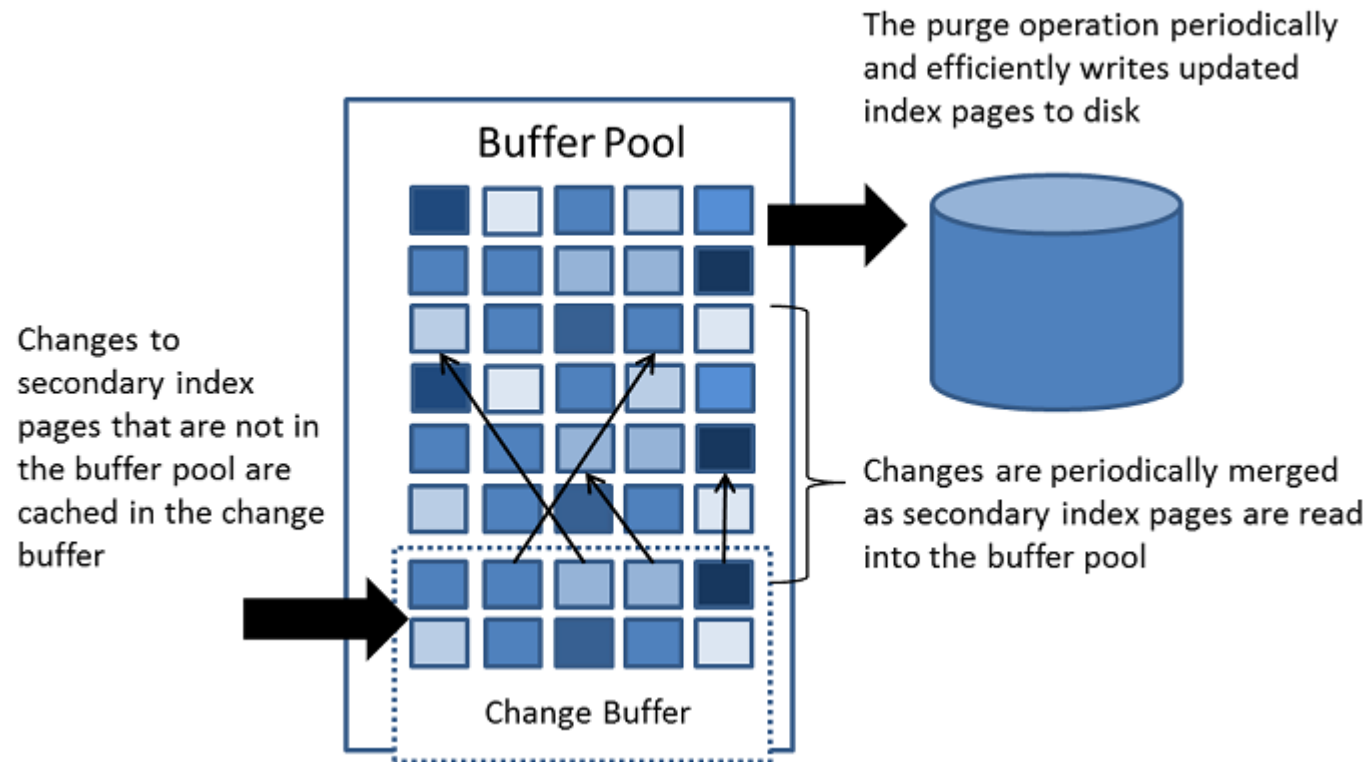 The purge operation periodically
and efficiently writes updated
index pages to disk
Buffer Pool
Changes to
secondary index
pages that are not in
the buffer pool are
cached in the change
buffer
Changes are periodically merged
as secondary index pages are read
into the buffer pool
Change Buffer